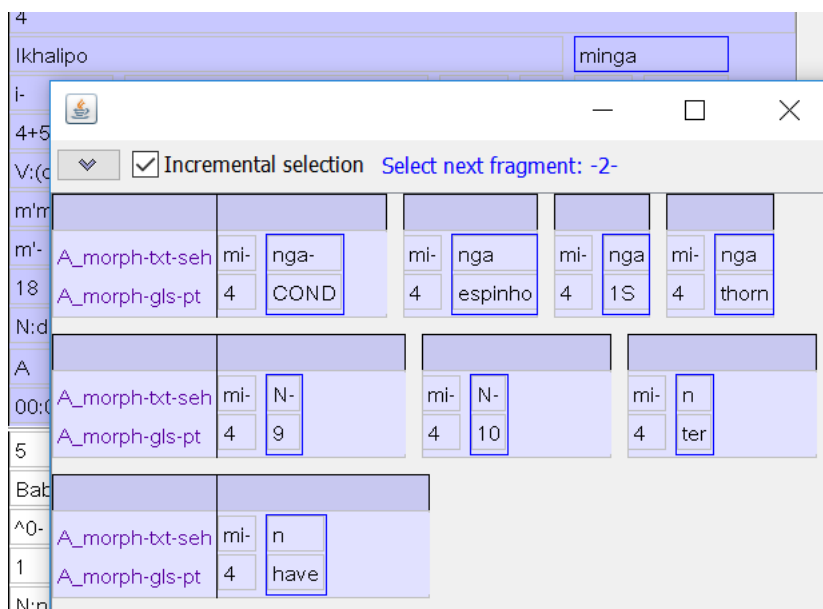 4
Ikhalipo minga
i-
4+5
Incremental selection Select next fragment: -2-
m'-
18
A
5
^0-
1
A_morph-txt-seh mi- nga- mi- nga mi- nga mi- nga
A_morph-gls-pt 4 COND 4 espinho 4 1S 4 thorn
A_morph-txt-seh mi- N- mi- N- mi- n
A_morph-gls-pt 4 9 4 10 4 ter
A_morph-txt-seh mi- n
A_morph-gls-pt 4 have